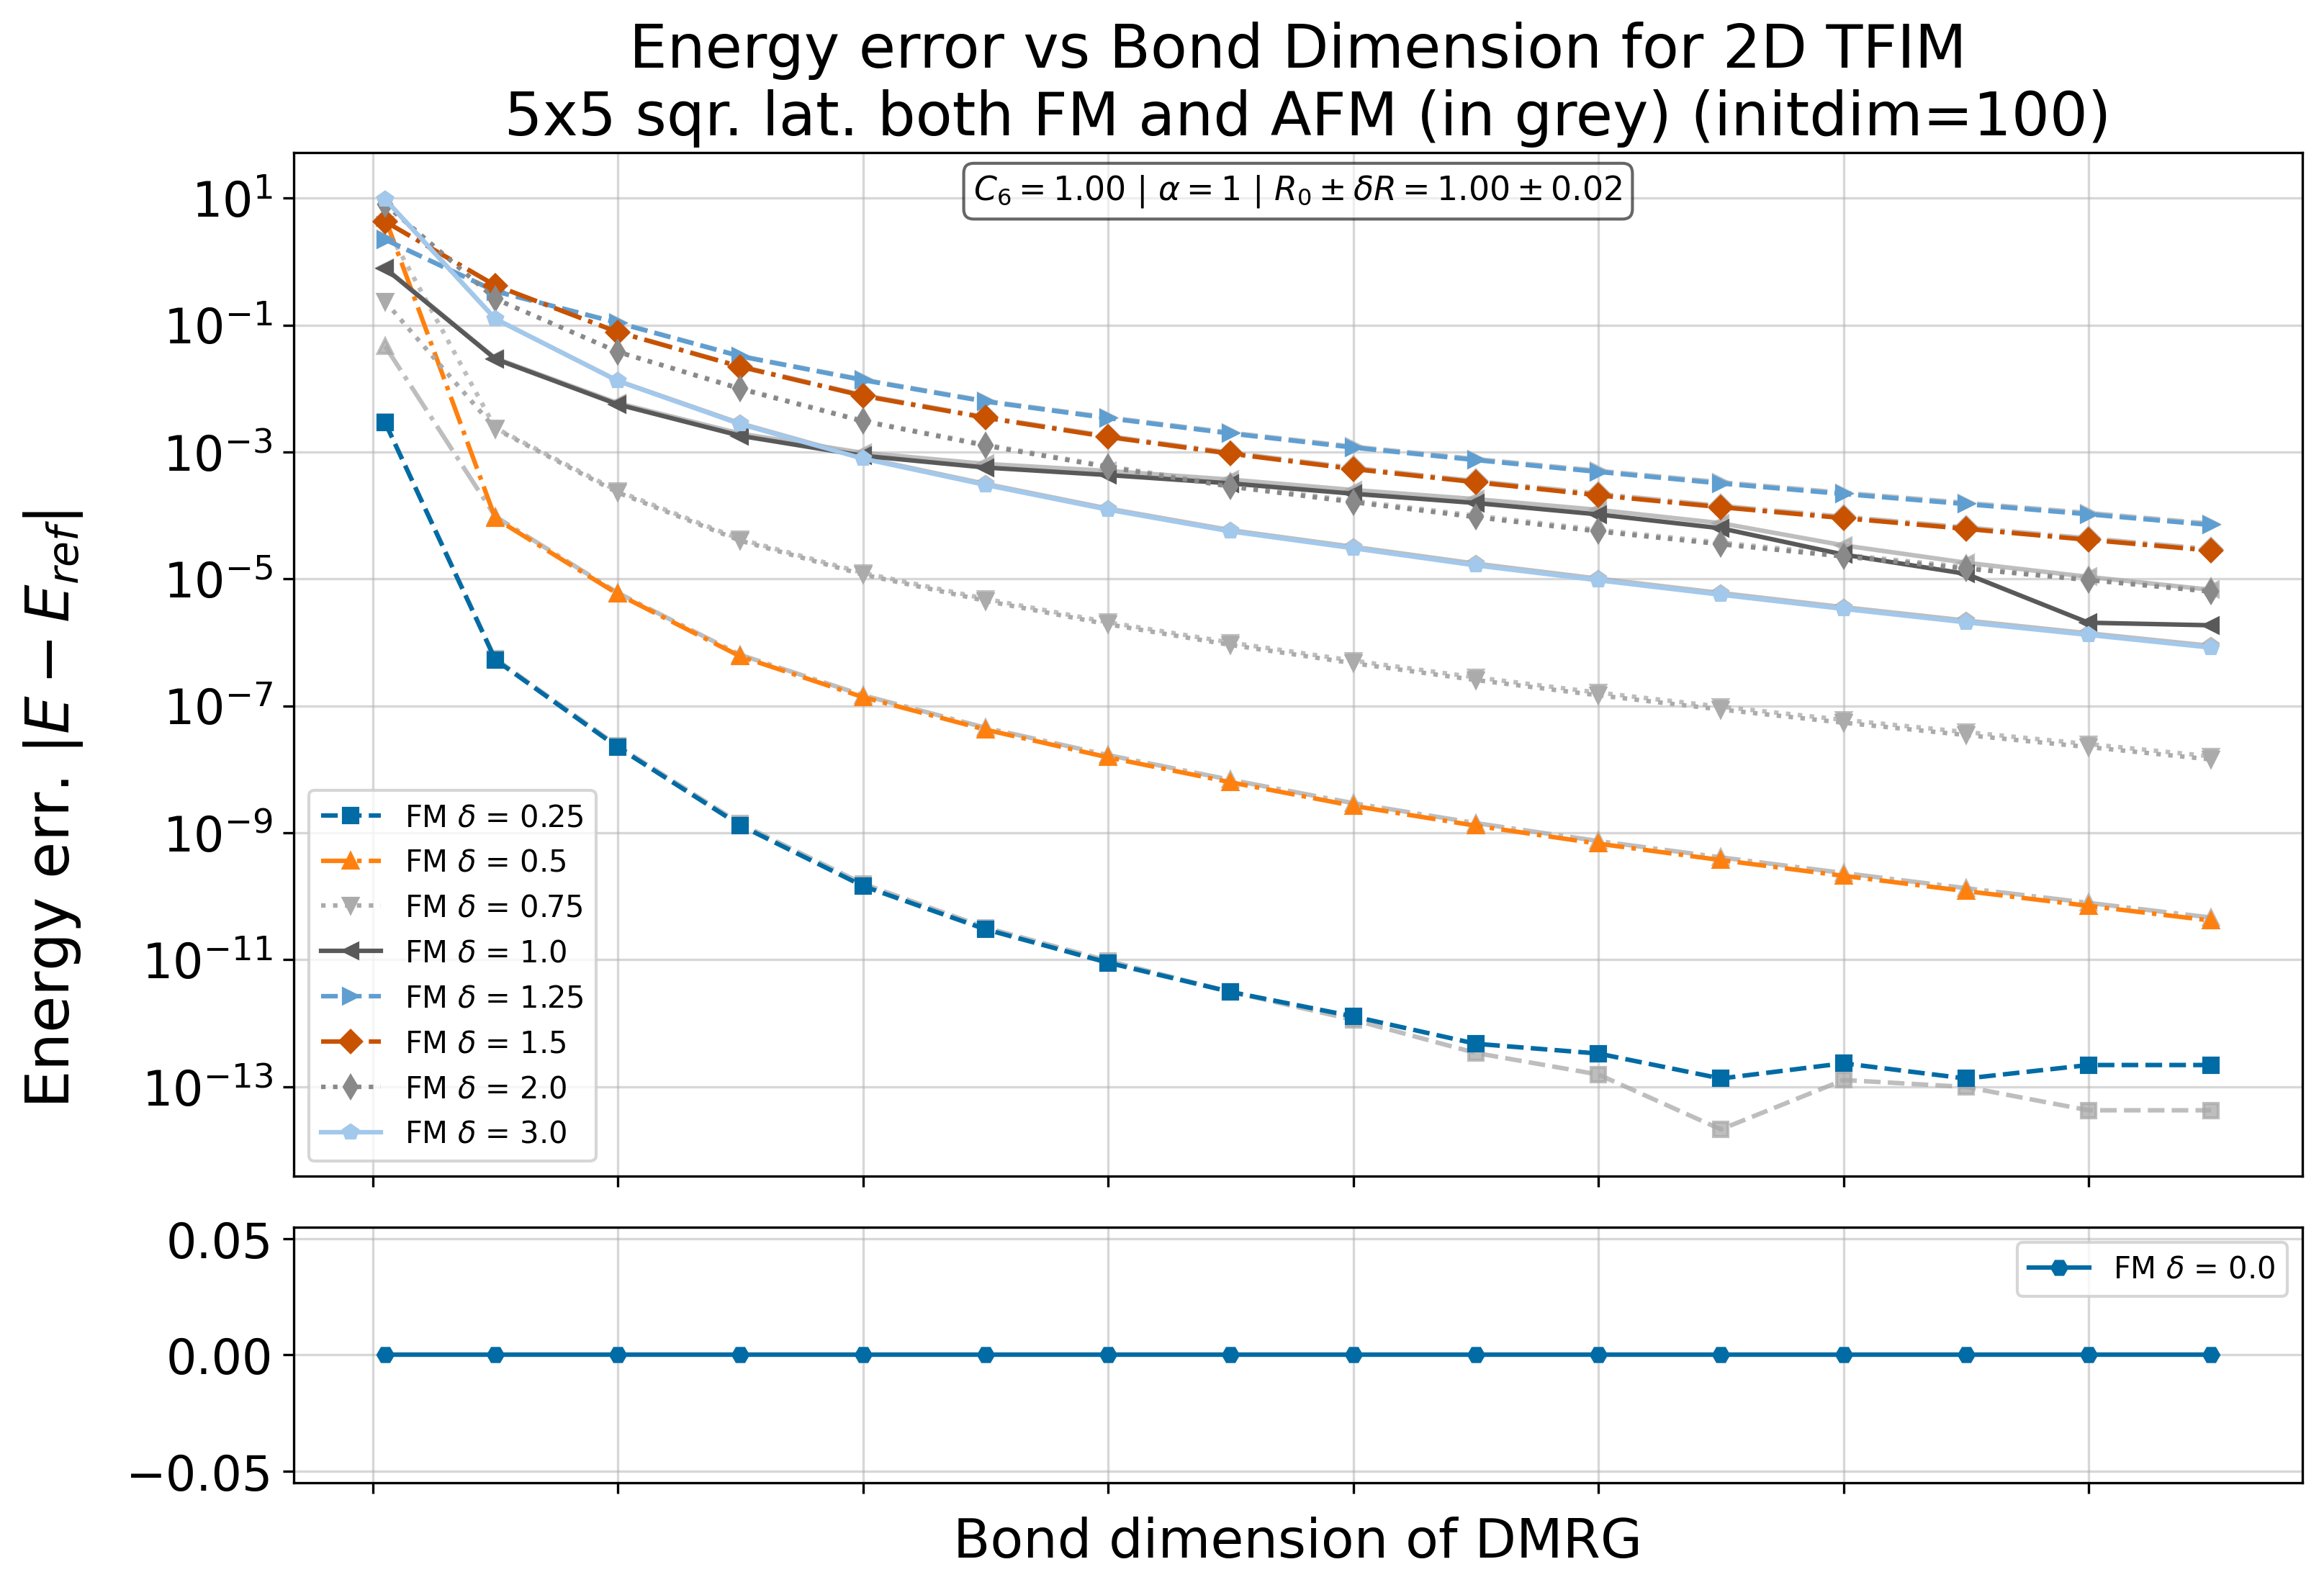 Energy error vs Bond Dimension for 2D TFIM
5x5 sqr. lat. both FM and AFM (in grey) (initdim=100)
C₆ = 1.00 | α = 1 | R₀ ± δR = 1.00 ± 0.02
Energy err. |E − E_ref|
10¹
10⁻¹
10⁻³
10⁻⁵
10⁻⁷
10⁻⁹
10⁻¹¹
10⁻¹³
FM δ = 0.25
FM δ = 0.5
FM δ = 0.75
FM δ = 1.0
FM δ = 1.25
FM δ = 1.5
FM δ = 2.0
FM δ = 3.0
0.05
0.00
−0.05
FM δ = 0.0
Bond dimension of DMRG